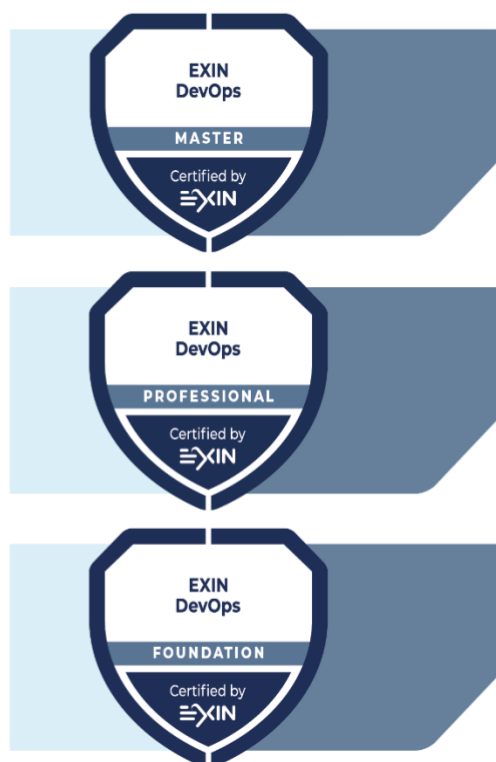 EXIN
DevOps
MASTER
Certified by
EXIN
EXIN
DevOps
PROFESSIONAL
Certified by
EXIN
EXIN
DevOps
FOUNDATION
Certified by
EXIN